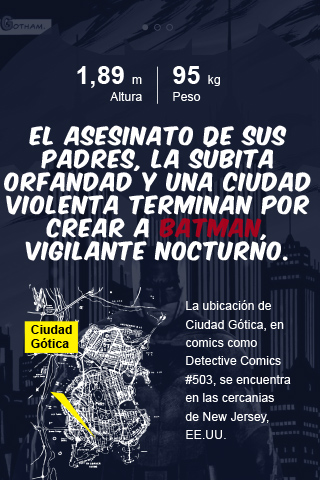 GOTHAM
1,89 m
Altura
95 kg
Peso
EL ASESINATO DE SUS
PADRES, LA SÚBITA
ORFANDAD Y UNA CIUDAD
VIOLENTA TERMINAN POR
CREAR A BATMAN,
VIGILANTE NOCTURNO.
Ciudad
Gótica
La ubicación de
Ciudad Gótica, en
comics como
Detective Comics
#503, se encuentra
en las cercanias
de New Jersey,
EE.UU.